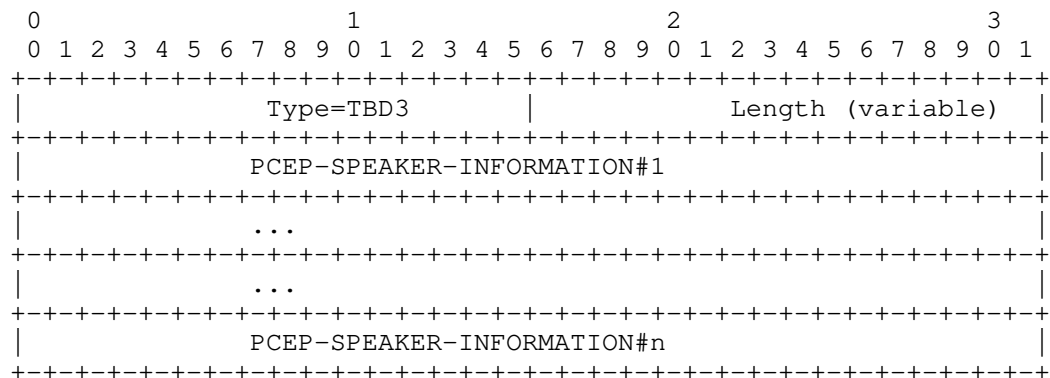 0                   1                   2                   3
 0 1 2 3 4 5 6 7 8 9 0 1 2 3 4 5 6 7 8 9 0 1 2 3 4 5 6 7 8 9 0 1
+-+-+-+-+-+-+-+-+-+-+-+-+-+-+-+-+-+-+-+-+-+-+-+-+-+-+-+-+-+-+-+-+
|               Type=TBD3       |            Length (variable)  |
+-+-+-+-+-+-+-+-+-+-+-+-+-+-+-+-+-+-+-+-+-+-+-+-+-+-+-+-+-+-+-+-+
|              PCEP-SPEAKER-INFORMATION#1                       |
+-+-+-+-+-+-+-+-+-+-+-+-+-+-+-+-+-+-+-+-+-+-+-+-+-+-+-+-+-+-+-+-+
|              ...                                              |
+-+-+-+-+-+-+-+-+-+-+-+-+-+-+-+-+-+-+-+-+-+-+-+-+-+-+-+-+-+-+-+-+
|              ...                                              |
+-+-+-+-+-+-+-+-+-+-+-+-+-+-+-+-+-+-+-+-+-+-+-+-+-+-+-+-+-+-+-+-+
|              PCEP-SPEAKER-INFORMATION#n                       |
+-+-+-+-+-+-+-+-+-+-+-+-+-+-+-+-+-+-+-+-+-+-+-+-+-+-+-+-+-+-+-+-+